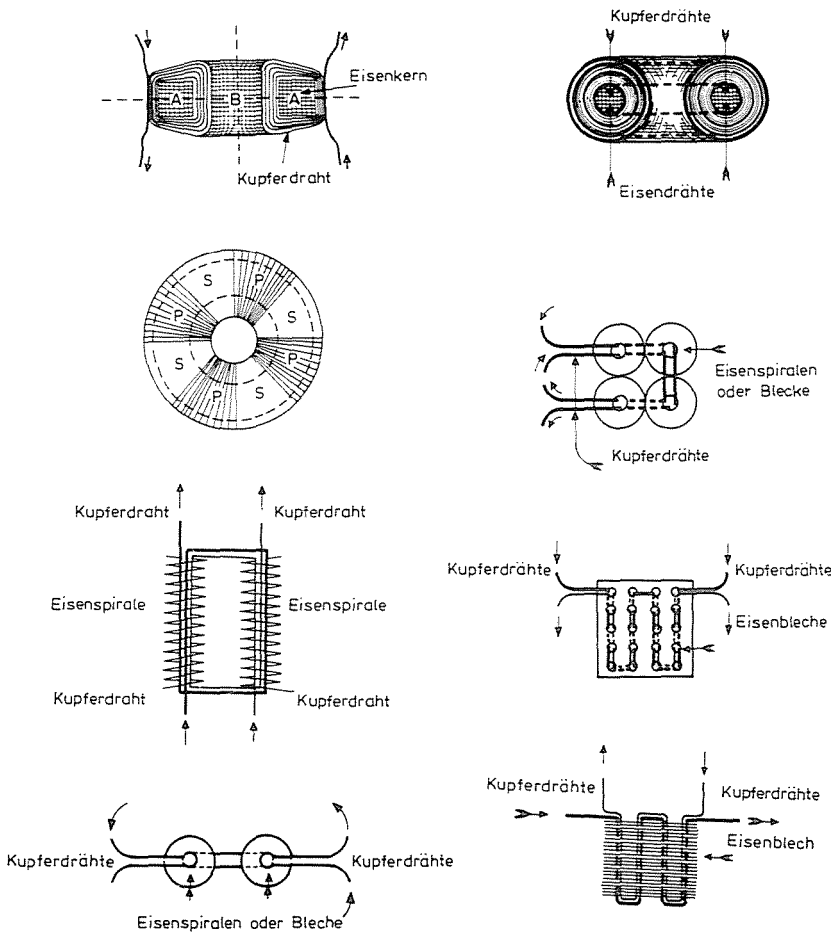 Kupferdrähte
Eisenkern
A B A
Kupferdraht
Eisendrähte
S P
P S
S P
P S
Eisenspiralen
oder Blecke
Kupferdrähte
Kupferdraht Kupferdraht
Eisenspirale Eisenspirale
Kupferdraht Kupferdraht
Kupferdrähte Kupferdrähte
Eisenbleche
Kupferdrähte Kupferdrähte
Eisenblech
Kupferdrähte Kupferdrähte
Eisenspiralen oder Bleche